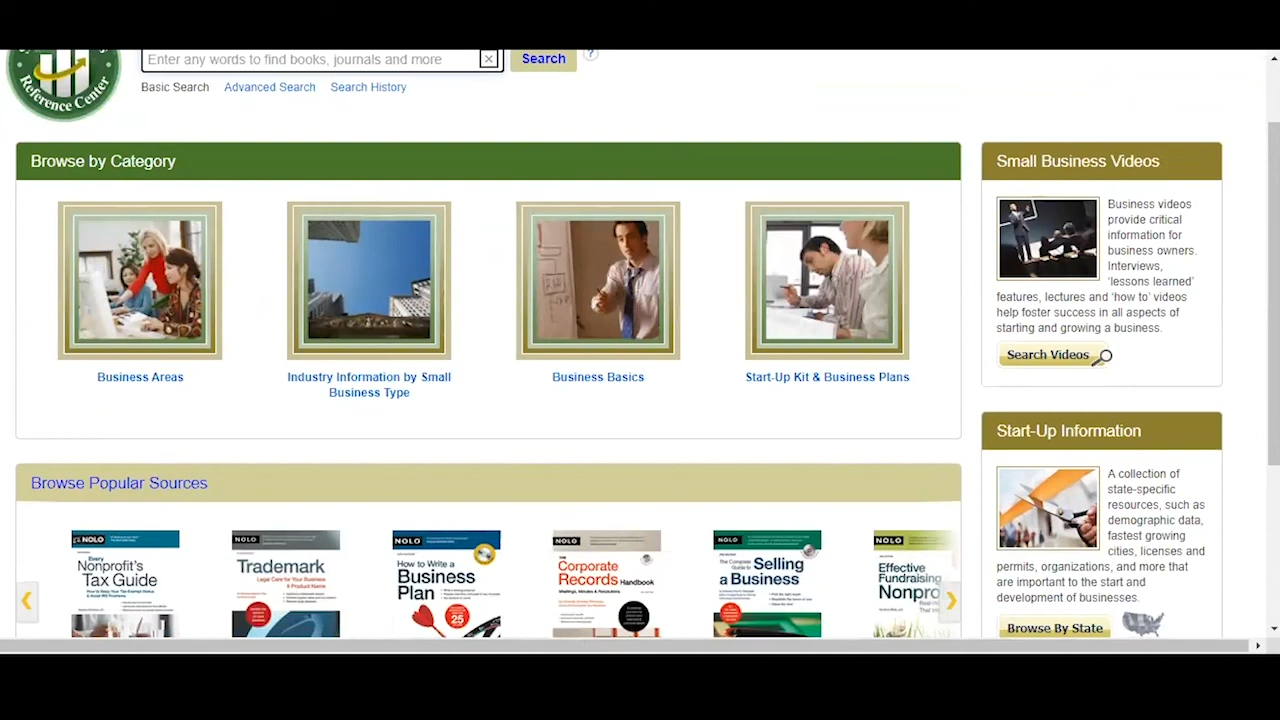 Reference Center
Enter any words to find books, journals and more
Search
?
Basic Search
Advanced Search
Search History
Browse by Category
Business Areas
Industry Information by Small
Business Type
Business Basics
Start-Up Kit & Business Plans
Small Business Videos
Business videos
provide critical
information for
business owners.
Interviews,
'lessons learned'
features, lectures and 'how to' videos
help foster success in all aspects of
starting and growing a business.
Search Videos
Start-Up Information
A collection of
state-specific
resources, such as
demographic data,
fastest growing
cities, licenses and
permits, organizations, and more that
are important to the start and
development of businesses.
Browse By State
Browse Popular Sources
NOLO
Every
Nonprofit's
Tax Guide
NOLO
Trademark
Legal Care for Your Business
& Product Name
NOLO
How to Write a
Business
Plan
25
NOLO
THE
Corporate
Records Handbook
Meetings, Minutes & Resolutions
NOLO
The Complete
Guide to
Selling
a Business
NOLO
Effective
Fundraising